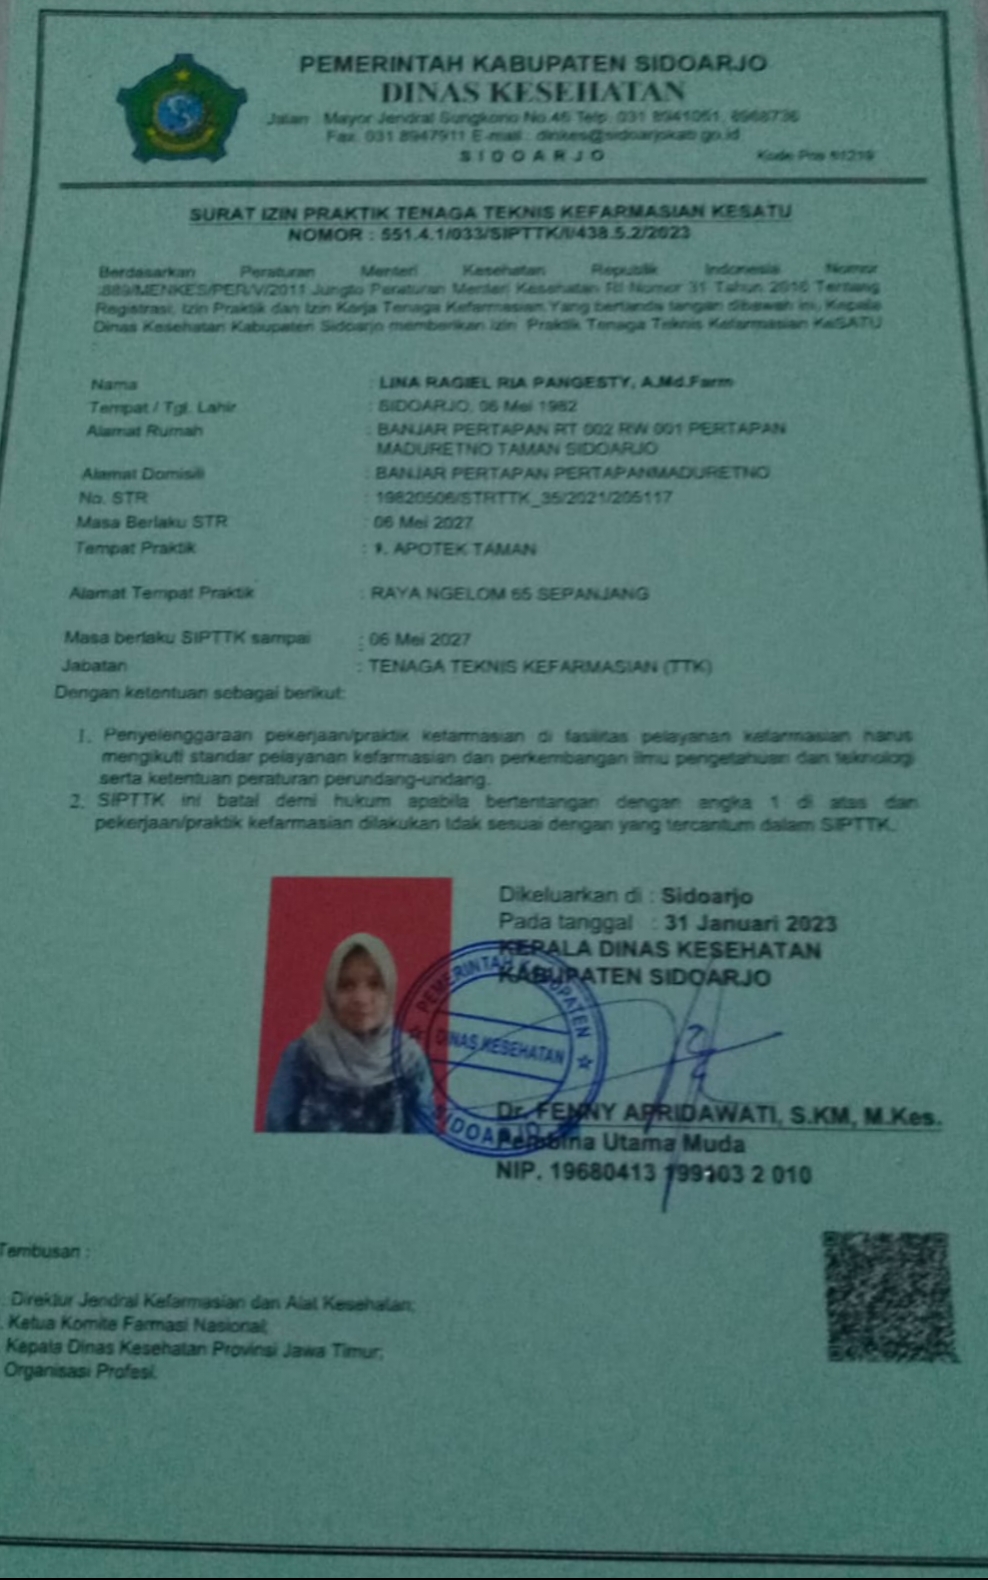 PEMERINTAH KABUPATEN SIDOARJO
DINAS KESEHATAN
Jalan : Mayor Jendral Sungkono No.46 Telp. 031 8941051, 8968736
Fax. 031 8947911 E-mail : dinkes@sidoarjokab.go.id
SIDOARJO
Kode Pos 61219
SURAT IZIN PRAKTIK TENAGA TEKNIS KEFARMASIAN KESATU
NOMOR : 551.4.1/033/SIPTTK/I/438.5.2/2023
Berdasarkan Peraturan Menteri Kesehatan Republik Indonesia Nomor
:889/MENKES/PER/V/2011 Jungto Peraturan Menteri Kesehatan RI Nomor 31 Tahun 2016 Tentang
Registrasi, Izin Praktik dan Izin Kerja Tenaga Kefarmasian.Yang bertanda tangan dibawah ini, Kepala
Dinas Kesehatan Kabupaten Sidoarjo memberikan izin Praktik Tenaga Teknis Kefarmasian KeSATU
:
Nama : LINA RAGIEL RIA PANGESTY, A.Md.Farm
Tempat / Tgl. Lahir : SIDOARJO, 06 Mei 1982
Alamat Rumah : BANJAR PERTAPAN RT 002 RW 001 PERTAPAN
MADURETNO TAMAN SIDOARJO
Alamat Domisili : BANJAR PERTAPAN PERTAPANMADURETNO
No. STR : 19820506/STRTTK_35/2021/205117
Masa Berlaku STR : 06 Mei 2027
Tempat Praktik : 1. APOTEK TAMAN
Alamat Tempat Praktik : RAYA NGELOM 65 SEPANJANG
Masa berlaku SIPTTK sampai : 06 Mei 2027
Jabatan : TENAGA TEKNIS KEFARMASIAN (TTK)
Dengan ketentuan sebagai berikut:
1. Penyelenggaraan pekerjaan/praktik kefarmasian di fasilitas pelayanan kefarmasian harus
mengikuti standar pelayanan kefarmasian dan perkembangan ilmu pengetahuan dan teknologi
serta ketentuan peraturan perundang-undang.
2. SIPTTK ini batal demi hukum apabila bertentangan dengan angka 1 di atas dan
pekerjaan/praktik kefarmasian dilakukan tdak sesuai dengan yang tercantum dalam SIPTTK.
Dikeluarkan di : Sidoarjo
Pada tanggal : 31 Januari 2023
KEPALA DINAS KESEHATAN
KABUPATEN SIDOARJO
PEMERINTAH KABUPATEN
DINAS KESEHATAN
SIDOARJO
Dr. FENNY APRIDAWATI, S.KM, M.Kes.
Pembina Utama Muda
NIP. 19680413 199103 2 010
Tembusan :
Direktur Jendral Kefarmasian dan Alat Kesehatan;
Ketua Komite Farmasi Nasional;
Kepala Dinas Kesehatan Provinsi Jawa Timur;
Organisasi Profesi.